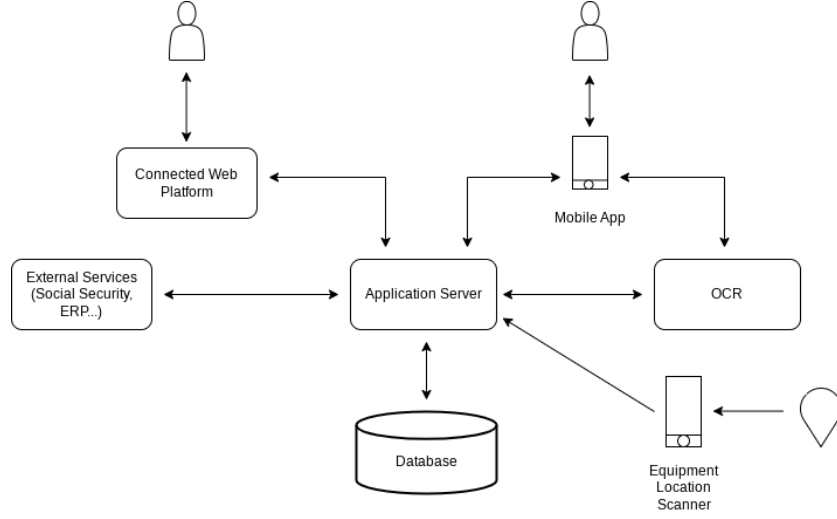 Connected Web
Platform
Mobile App
External Services
(Social Security,
ERP...)
Application Server
OCR
Database
Equipment
Location
Scanner